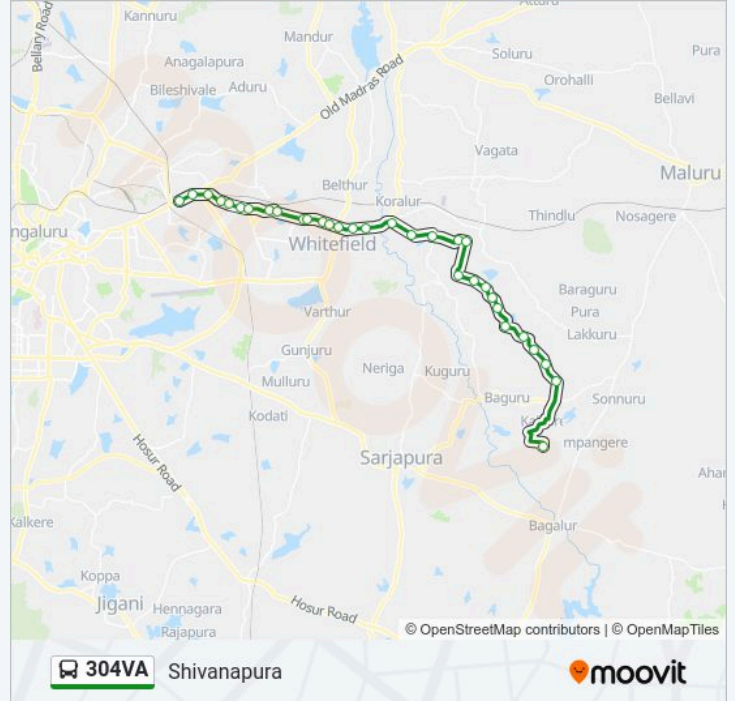 Kannuru
Atturu
Bellary Road
Mandur
Soluru
Pura
Anagalapura
Bileshivale
Aduru
Old Madras Road
Orohalli
Bellavi
Vagata
Maluru
Belthur
Koralur
Thindlu
Nosagere
ngaluru
Whitefield
Baraguru
Varthur
Pura
Lakkuru
Gunjuru
Neriga
Kuguru
Mulluru
Baguru
Sonnuru
Kodati
mpangere
Hosur Road
Sarjapura
Ahar
Kalkere
Bagalur
Koppa
Jigani
Hennagara
Hosur Road
Rajapura
© OpenStreetMap contributors | © OpenMapTiles
304VA Shivanapura
moovit